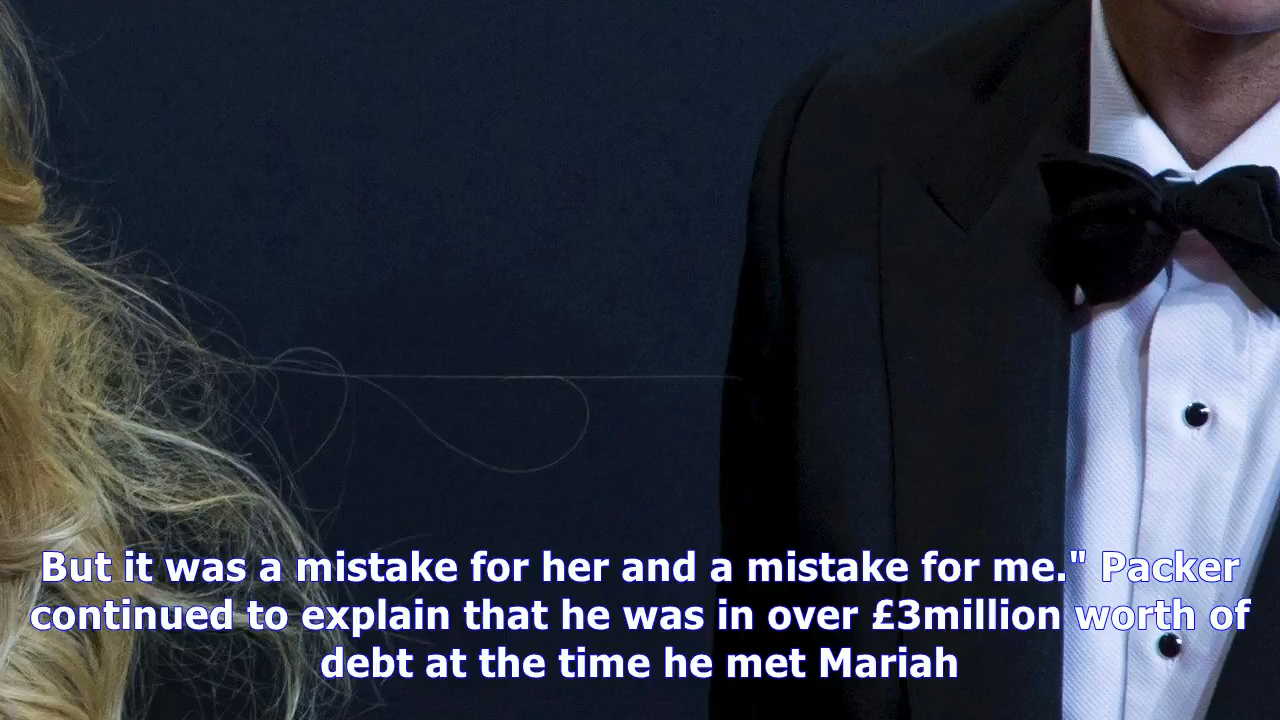 But it was a mistake for her and a mistake for me." Packer
continued to explain that he was in over £3million worth of
debt at the time he met Mariah